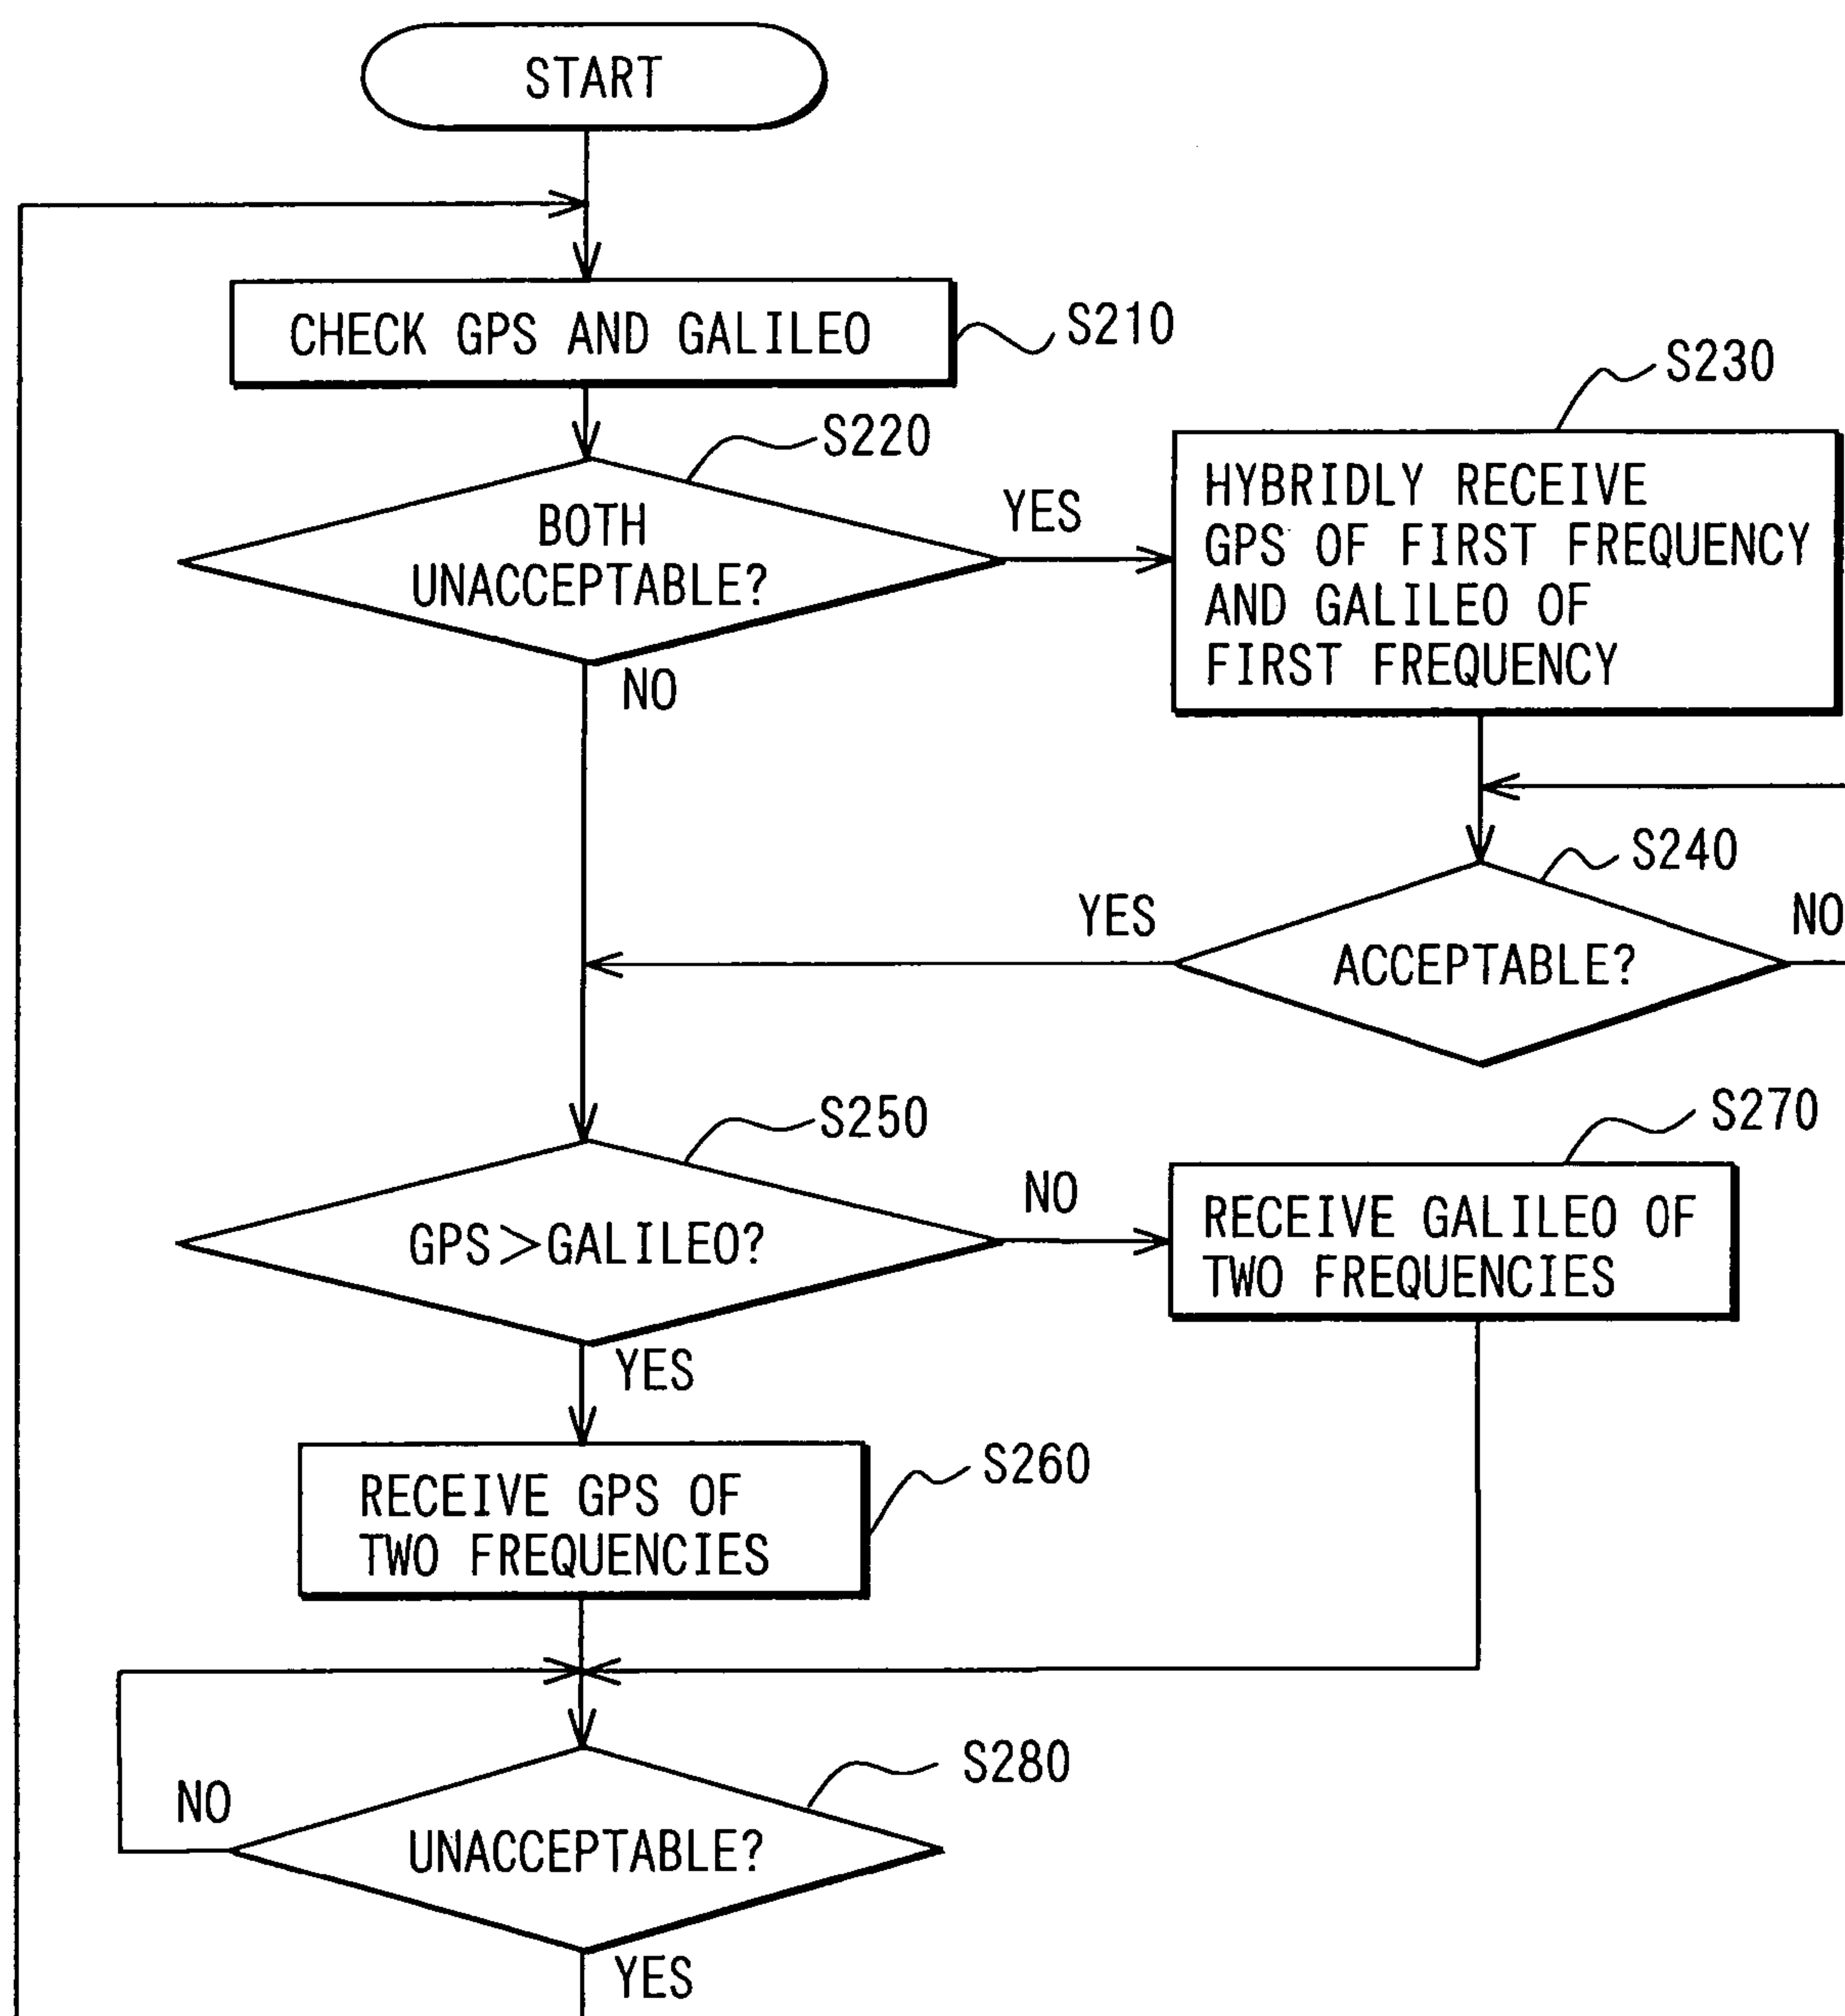 START
CHECK GPS AND GALILEO
S210
S220
BOTH
UNACCEPTABLE?
YES
NO
S230
HYBRIDLY RECEIVE
GPS OF FIRST FREQUENCY
AND GALILEO OF
FIRST FREQUENCY
S240
YES
ACCEPTABLE?
NO
S250
GPS>GALILEO?
NO
YES
S270
RECEIVE GALILEO OF
TWO FREQUENCIES
S260
RECEIVE GPS OF
TWO FREQUENCIES
S280
NO
UNACCEPTABLE?
YES